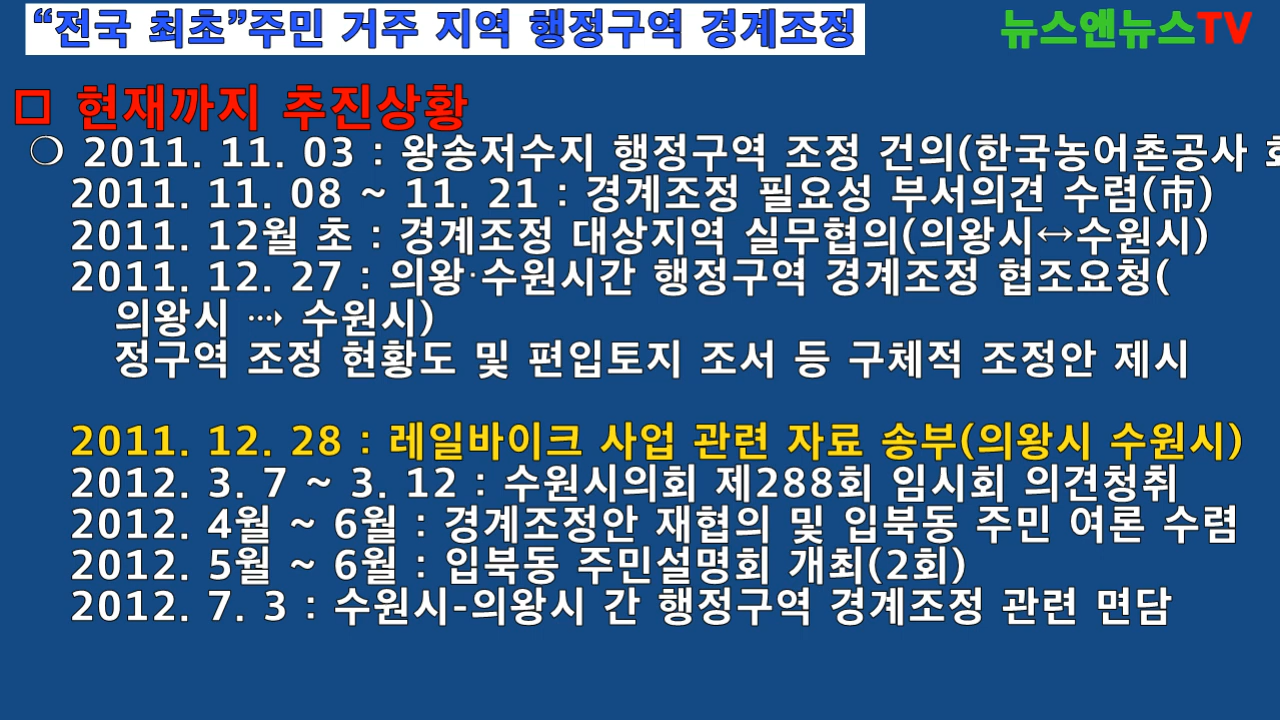 “전국 최초”주민 거주 지역 행정구역 경계조정
뉴스앤뉴스TV
□ 현재까지 추진상황
❍ 2011. 11. 03 : 왕송저수지 행정구역 조정 건의(한국농어촌공사
2011. 11. 08 ~ 11. 21 : 경계조정 필요성 부서의견 수렴(市)
2011. 12월 초 : 경계조정 대상지역 실무협의(의왕시↔수원시)
2011. 12. 27 : 의왕·수원시간 행정구역 경계조정 협조요청(
의왕시 ⇢ 수원시)
정구역 조정 현황도 및 편입토지 조서 등 구체적 조정안 제시
2011. 12. 28 : 레일바이크 사업 관련 자료 송부(의왕시 수원시)
2012. 3. 7 ~ 3. 12 : 수원시의회 제288회 임시회 의견청취
2012. 4월 ~ 6월 : 경계조정안 재협의 및 입북동 주민 여론 수렴
2012. 5월 ~ 6월 : 입북동 주민설명회 개최(2회)
2012. 7. 3 : 수원시-의왕시 간 행정구역 경계조정 관련 면담